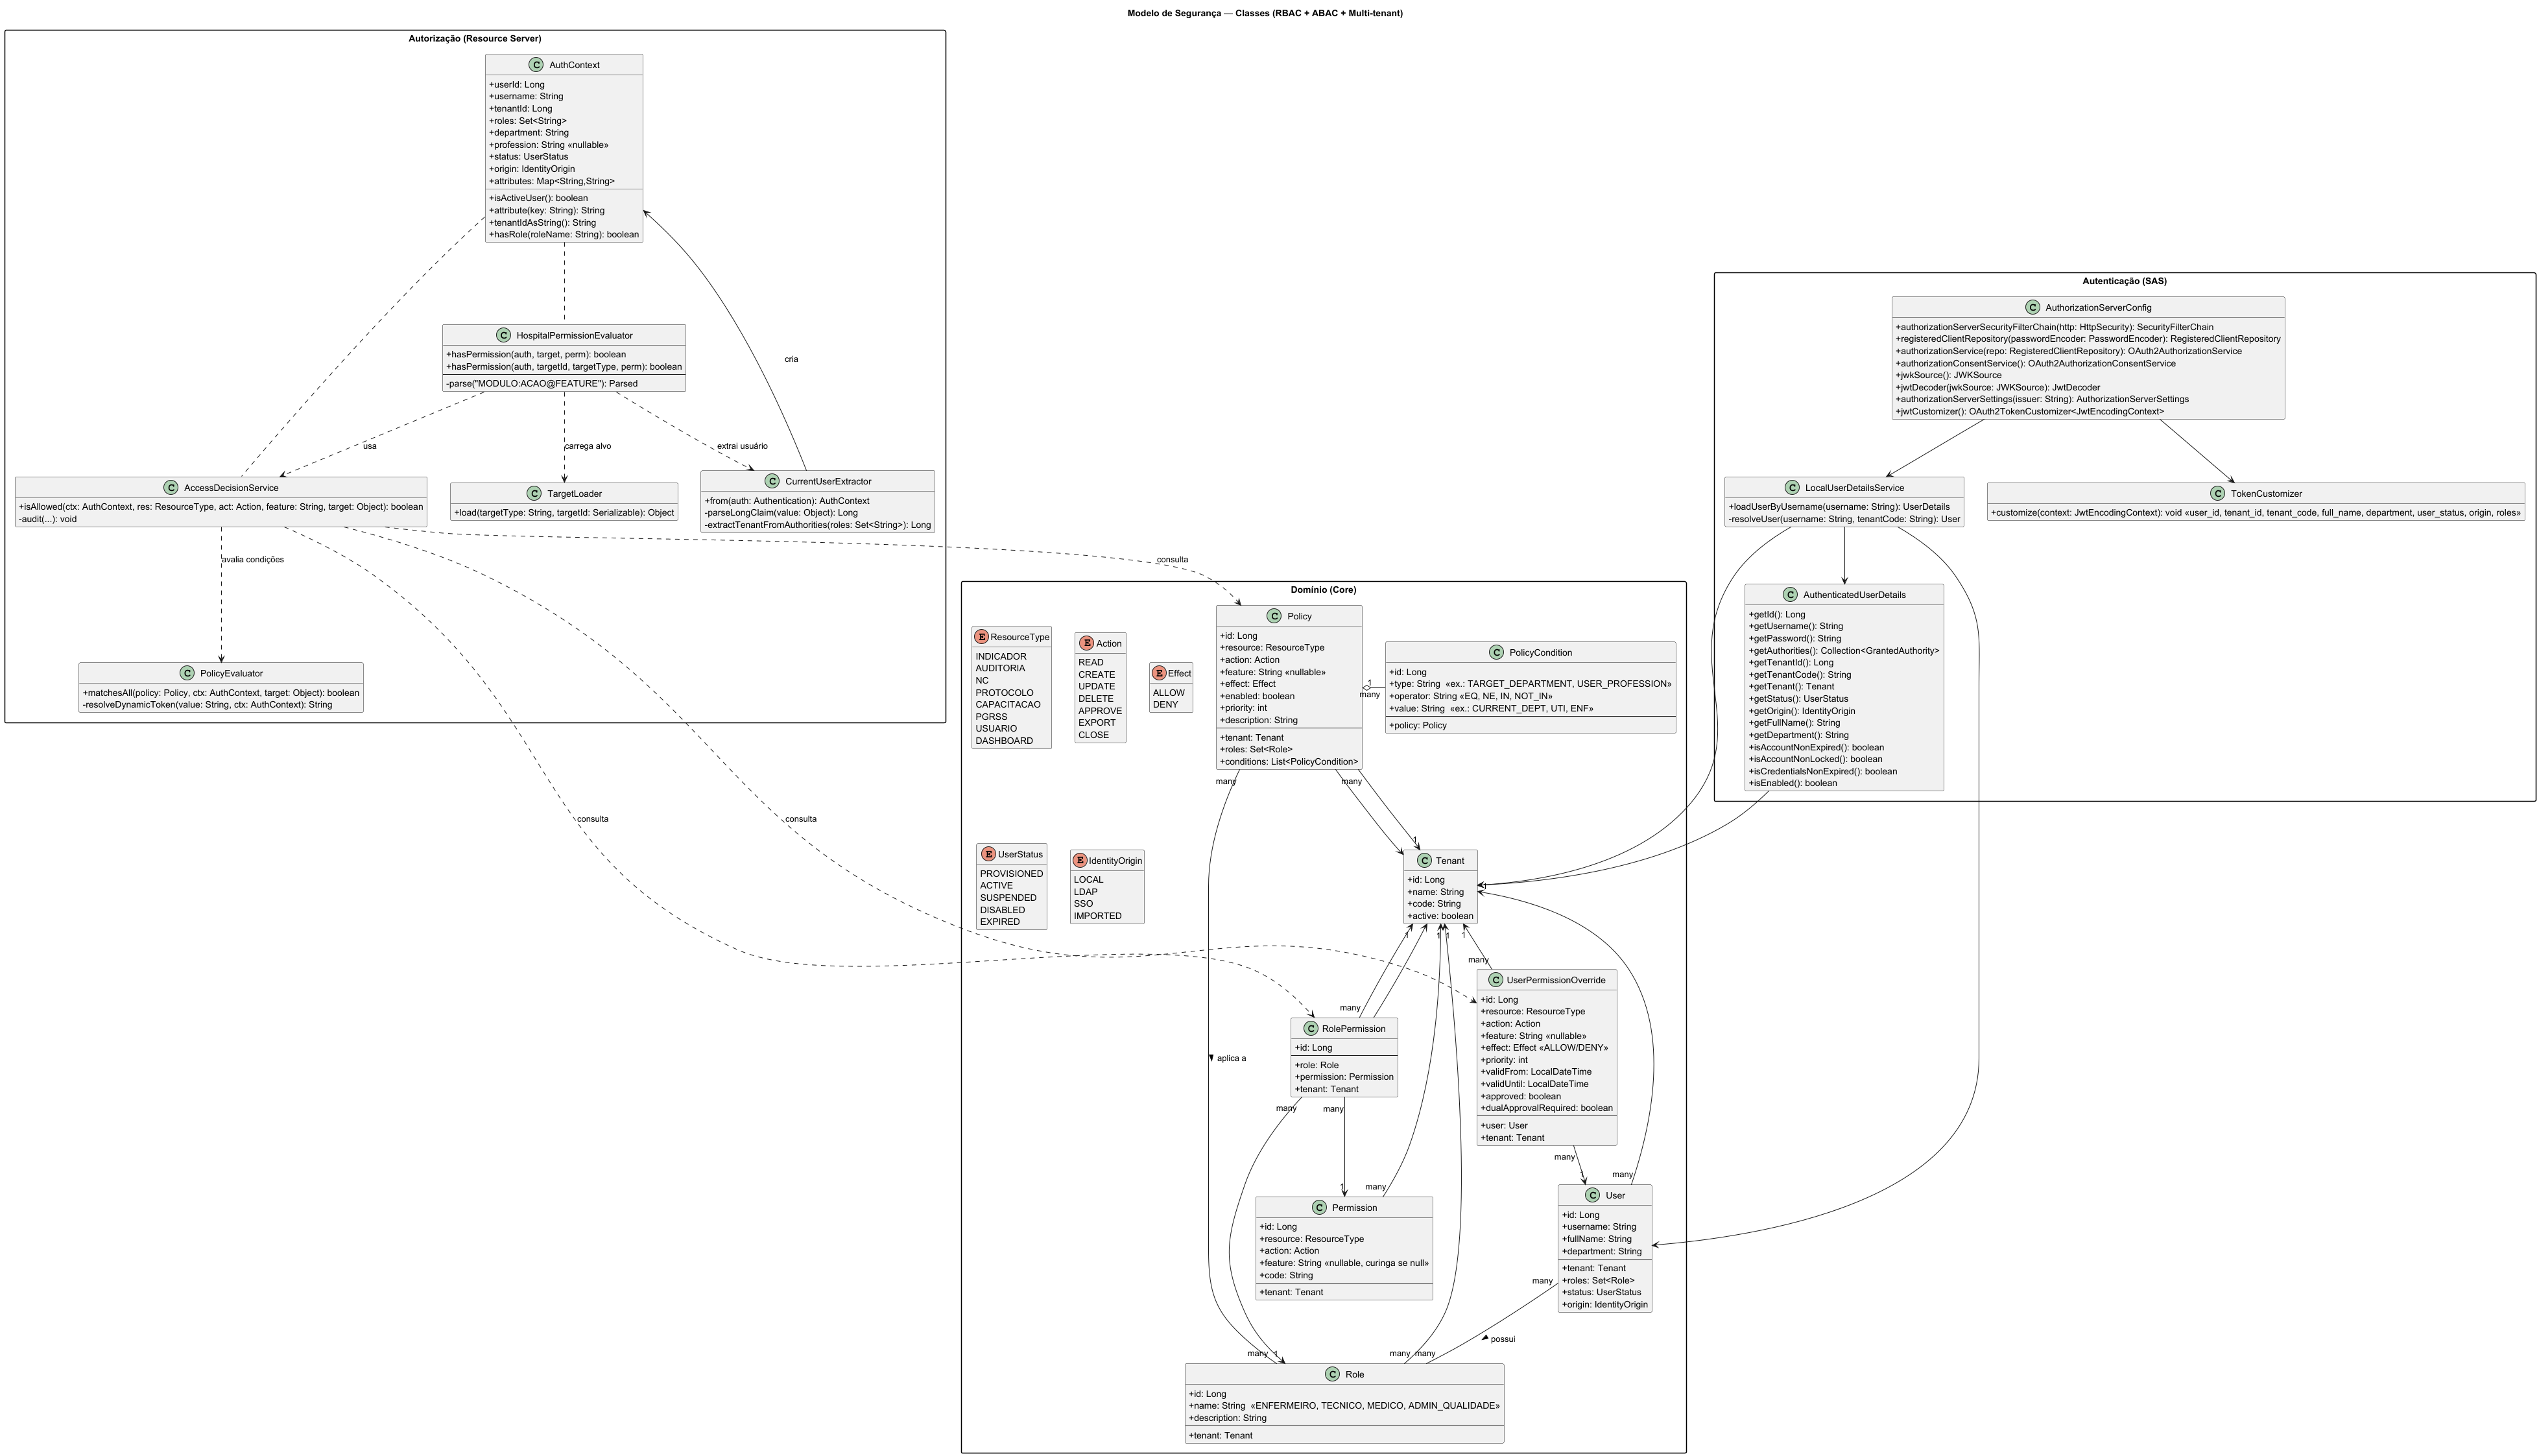 Modelo de Segurança — Classes (RBAC + ABAC + Multi-tenant)
Autorização (Resource Server)
C AuthContext
+userId: Long
+username: String
+tenantId: Long
+roles: Set<String>
+department: String
+profession: String «nullable»
+status: UserStatus
+origin: IdentityOrigin
+attributes: Map<String,String>
+isActiveUser(): boolean
+attribute(key: String): String
+tenantIdAsString(): String
+hasRole(roleName: String): boolean
cria
C HospitalPermissionEvaluator
+hasPermission(auth, target, perm): boolean
+hasPermission(auth, targetId, targetType, perm): boolean
-parse("MODULO:ACAO@FEATURE"): Parsed
usa
carrega alvo
extrai usuário
C AccessDecisionService
+isAllowed(ctx: AuthContext, res: ResourceType, act: Action, feature: String, target: Object): boolean
-audit(...): void
C TargetLoader
+load(targetType: String, targetId: Serializable): Object
C CurrentUserExtractor
+from(auth: Authentication): AuthContext
-parseLongClaim(value: Object): Long
-extractTenantFromAuthorities(roles: Set<String>): Long
avalia condições
consulta
C PolicyEvaluator
+matchesAll(policy: Policy, ctx: AuthContext, target: Object): boolean
-resolveDynamicToken(value: String, ctx: AuthContext): String
consulta
consulta
Autenticação (SAS)
C AuthorizationServerConfig
+authorizationServerSecurityFilterChain(http: HttpSecurity): SecurityFilterChain
+registeredClientRepository(passwordEncoder: PasswordEncoder): RegisteredClientRepository
+authorizationService(repo: RegisteredClientRepository): OAuth2AuthorizationService
+authorizationConsentService(): OAuth2AuthorizationConsentService
+jwkSource(): JWKSource
+jwtDecoder(jwkSource: JWKSource): JwtDecoder
+authorizationServerSettings(issuer: String): AuthorizationServerSettings
+jwtCustomizer(): OAuth2TokenCustomizer<JwtEncodingContext>
C LocalUserDetailsService
+loadUserByUsername(username: String): UserDetails
-resolveUser(username: String, tenantCode: String): User
C TokenCustomizer
+customize(context: JwtEncodingContext): void «user_id, tenant_id, tenant_code, full_name, department, user_status, origin, roles»
C AuthenticatedUserDetails
+getId(): Long
+getUsername(): String
+getPassword(): String
+getAuthorities(): Collection<GrantedAuthority>
+getTenantId(): Long
+getTenantCode(): String
+getTenant(): Tenant
+getStatus(): UserStatus
+getOrigin(): IdentityOrigin
+getFullName(): String
+getDepartment(): String
+isAccountNonExpired(): boolean
+isAccountNonLocked(): boolean
+isCredentialsNonExpired(): boolean
+isEnabled(): boolean
Domínio (Core)
E ResourceType
INDICADOR
AUDITORIA
NC
PROTOCOLO
CAPACITACAO
PGRSS
USUARIO
DASHBOARD
E Action
READ
CREATE
UPDATE
DELETE
APPROVE
EXPORT
CLOSE
E Effect
ALLOW
DENY
C Policy
+id: Long
+resource: ResourceType
+action: Action
+feature: String «nullable»
+effect: Effect
+enabled: boolean
+priority: int
+description: String
+tenant: Tenant
+roles: Set<Role>
+conditions: List<PolicyCondition>
1
many
C PolicyCondition
+id: Long
+type: String «ex.: TARGET_DEPARTMENT, USER_PROFESSION»
+operator: String «EQ, NE, IN, NOT_IN»
+value: String «ex.: CURRENT_DEPT, UTI, ENF»
+policy: Policy
many
many
1
E UserStatus
PROVISIONED
ACTIVE
SUSPENDED
DISABLED
EXPIRED
E IdentityOrigin
LOCAL
LDAP
SSO
IMPORTED
C Tenant
+id: Long
+name: String
+code: String
+active: boolean
1
1
1
1
1
many
many
C UserPermissionOverride
+id: Long
+resource: ResourceType
+action: Action
+feature: String «nullable»
+effect: Effect «ALLOW/DENY»
+priority: int
+validFrom: LocalDateTime
+validUntil: LocalDateTime
+approved: boolean
+dualApprovalRequired: boolean
+user: User
+tenant: Tenant
C RolePermission
+id: Long
+role: Role
+permission: Permission
+tenant: Tenant
aplica a
many
many
many
1
many
1
many
C Permission
+id: Long
+resource: ResourceType
+action: Action
+feature: String «nullable, curinga se null»
+code: String
+tenant: Tenant
C User
+id: Long
+username: String
+fullName: String
+department: String
+tenant: Tenant
+roles: Set<Role>
+status: UserStatus
+origin: IdentityOrigin
many
possui
many
1
many
many
C Role
+id: Long
+name: String «ENFERMEIRO, TECNICO, MEDICO, ADMIN_QUALIDADE»
+description: String
+tenant: Tenant